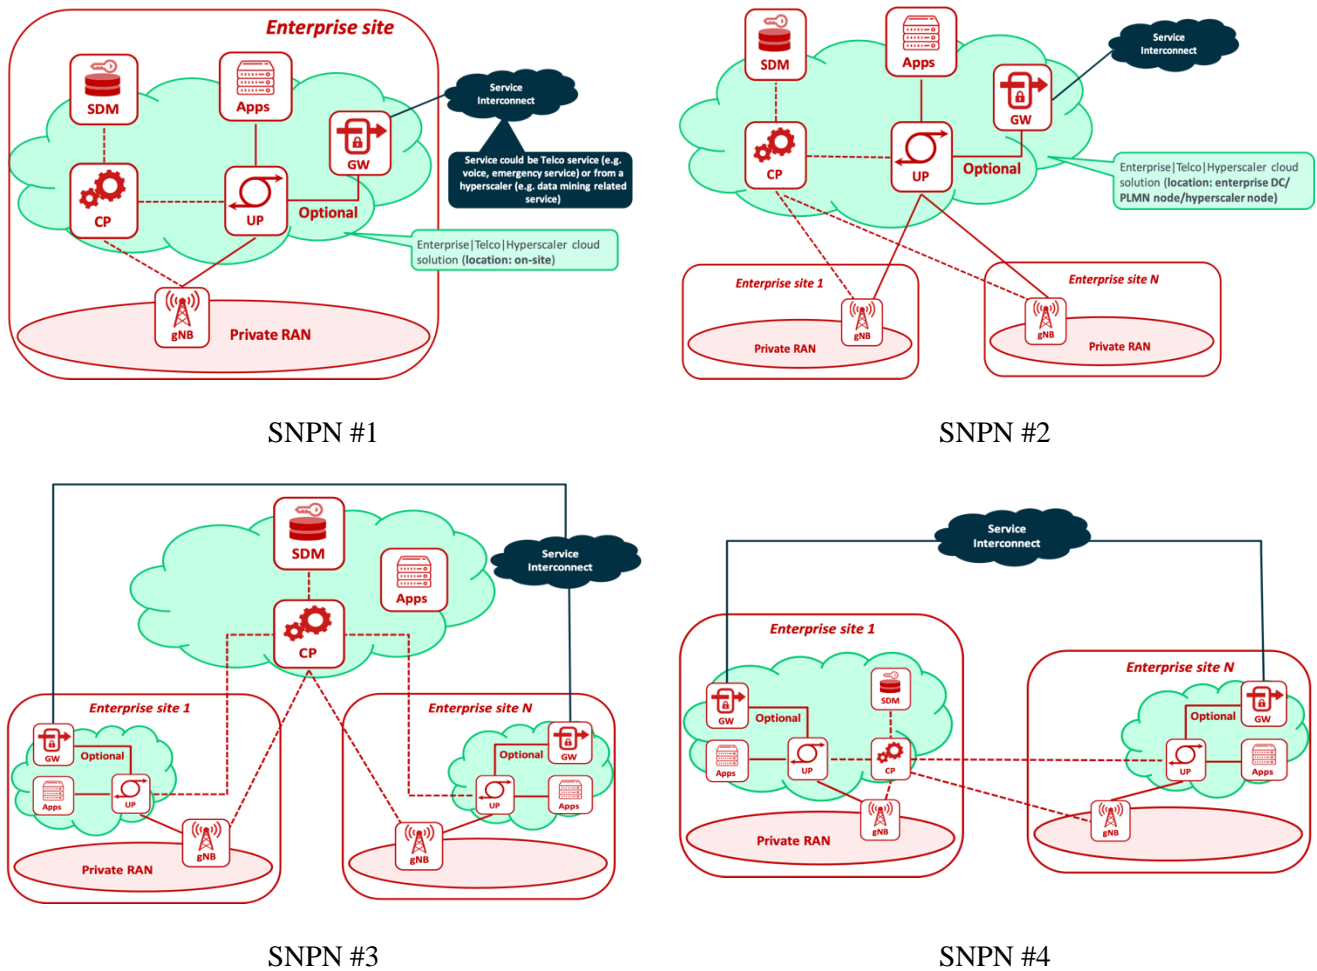 Enterprise site
SDM
Apps
GW
CP
UP
Optional
gNB
Private RAN
Service
Interconnect
Service could be Telco service (e.g.
voice, emergency service) or from a
hyperscaler (e.g. data mining related
service)
Enterprise|Telco|Hyperscaler cloud
solution (location: on-site)
SNPN #1
SDM
Apps
GW
CP
UP
Optional
Service
Interconnect
Enterprise|Telco|Hyperscaler cloud
solution (location: enterprise DC/
PLMN node/hyperscaler node)
Enterprise site 1
gNB
Private RAN
Enterprise site N
gNB
Private RAN
SNPN #2
SDM
Apps
CP
Service
Interconnect
Enterprise site 1
GW
Optional
Apps
UP
gNB
Private RAN
Enterprise site N
GW
Optional
UP
Apps
gNB
SNPN #3
Service
Interconnect
Enterprise site 1
GW
Optional
SDM
Apps
UP
CP
gNB
Private RAN
Enterprise site N
GW
Optional
UP
Apps
gNB
SNPN #4